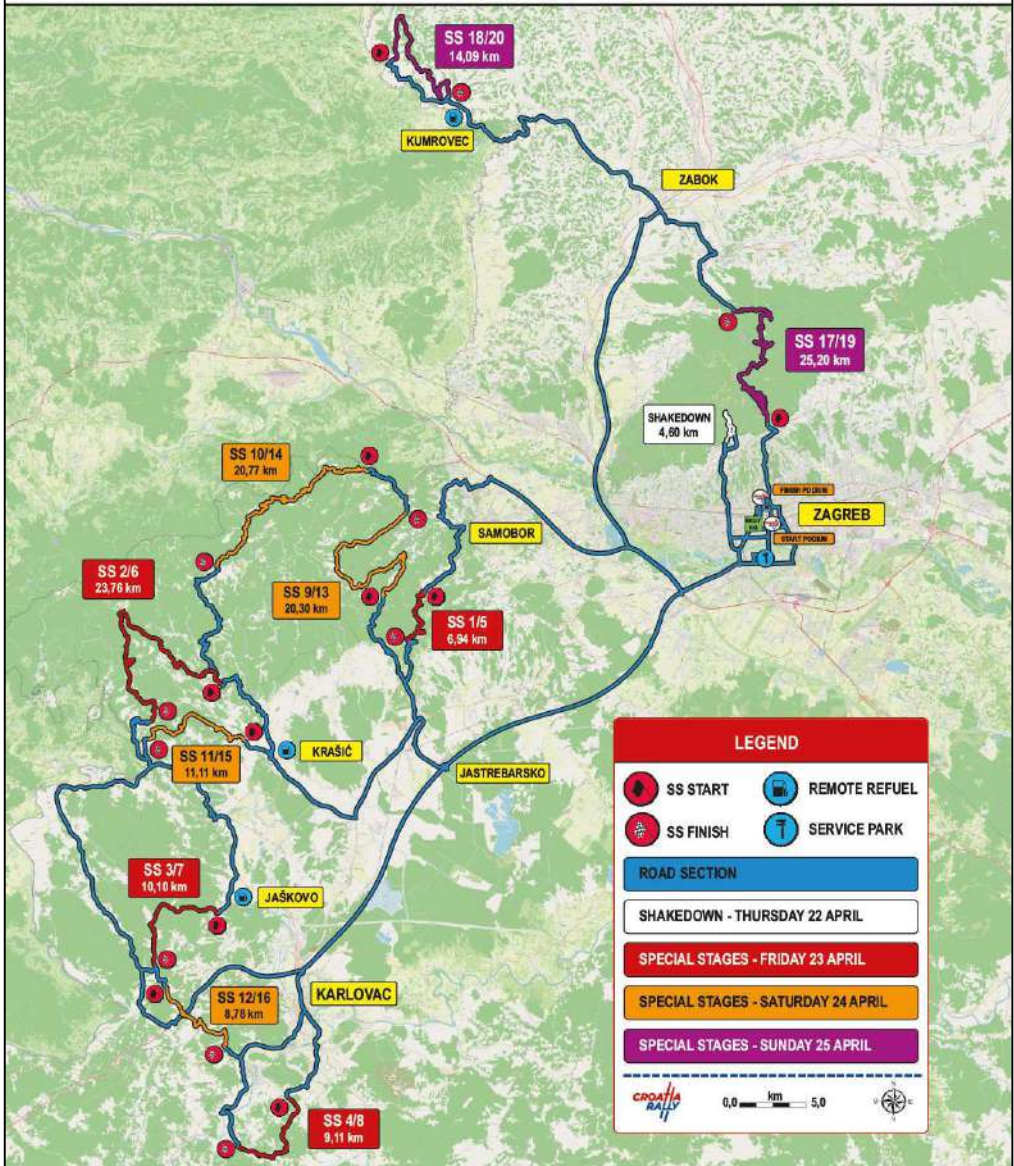 SS 18/20
14,09 km
KUMROVEC
ZABOK
SS 17/19
25,20 km
SHAKEDOWN
4,60 km
FINISH PODIUM
ZAGREB
START PODIUM
SS 10/14
20,77 km
SAMOBOR
SS 9/13
20,30 km
SS 1/5
6,94 km
SS 2/6
23,76 km
KRAŠIĆ
SS 11/15
11,11 km
JASTREBARSKO
SS 3/7
10,10 km
JAŠKOVO
KARLOVAC
SS 12/16
8,78 km
SS 4/8
9,11 km
LEGEND
SS START
REMOTE REFUEL
SS FINISH
SERVICE PARK
ROAD SECTION
SHAKEDOWN - THURSDAY 22 APRIL
SPECIAL STAGES - FRIDAY 23 APRIL
SPECIAL STAGES - SATURDAY 24 APRIL
SPECIAL STAGES - SUNDAY 25 APRIL
CROATIA
RALLY
0,0 km 5,0